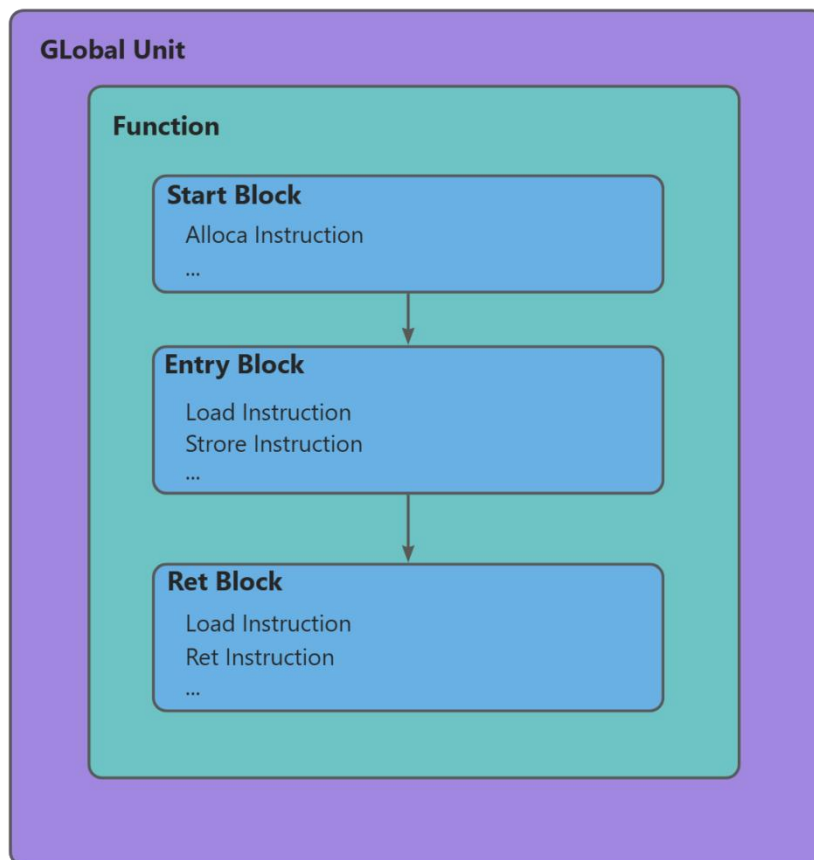 GLobal Unit
Function
Start Block
Alloca Instruction
...
Entry Block
Load Instruction
Strore Instruction
...
Ret Block
Load Instruction
Ret Instruction
...